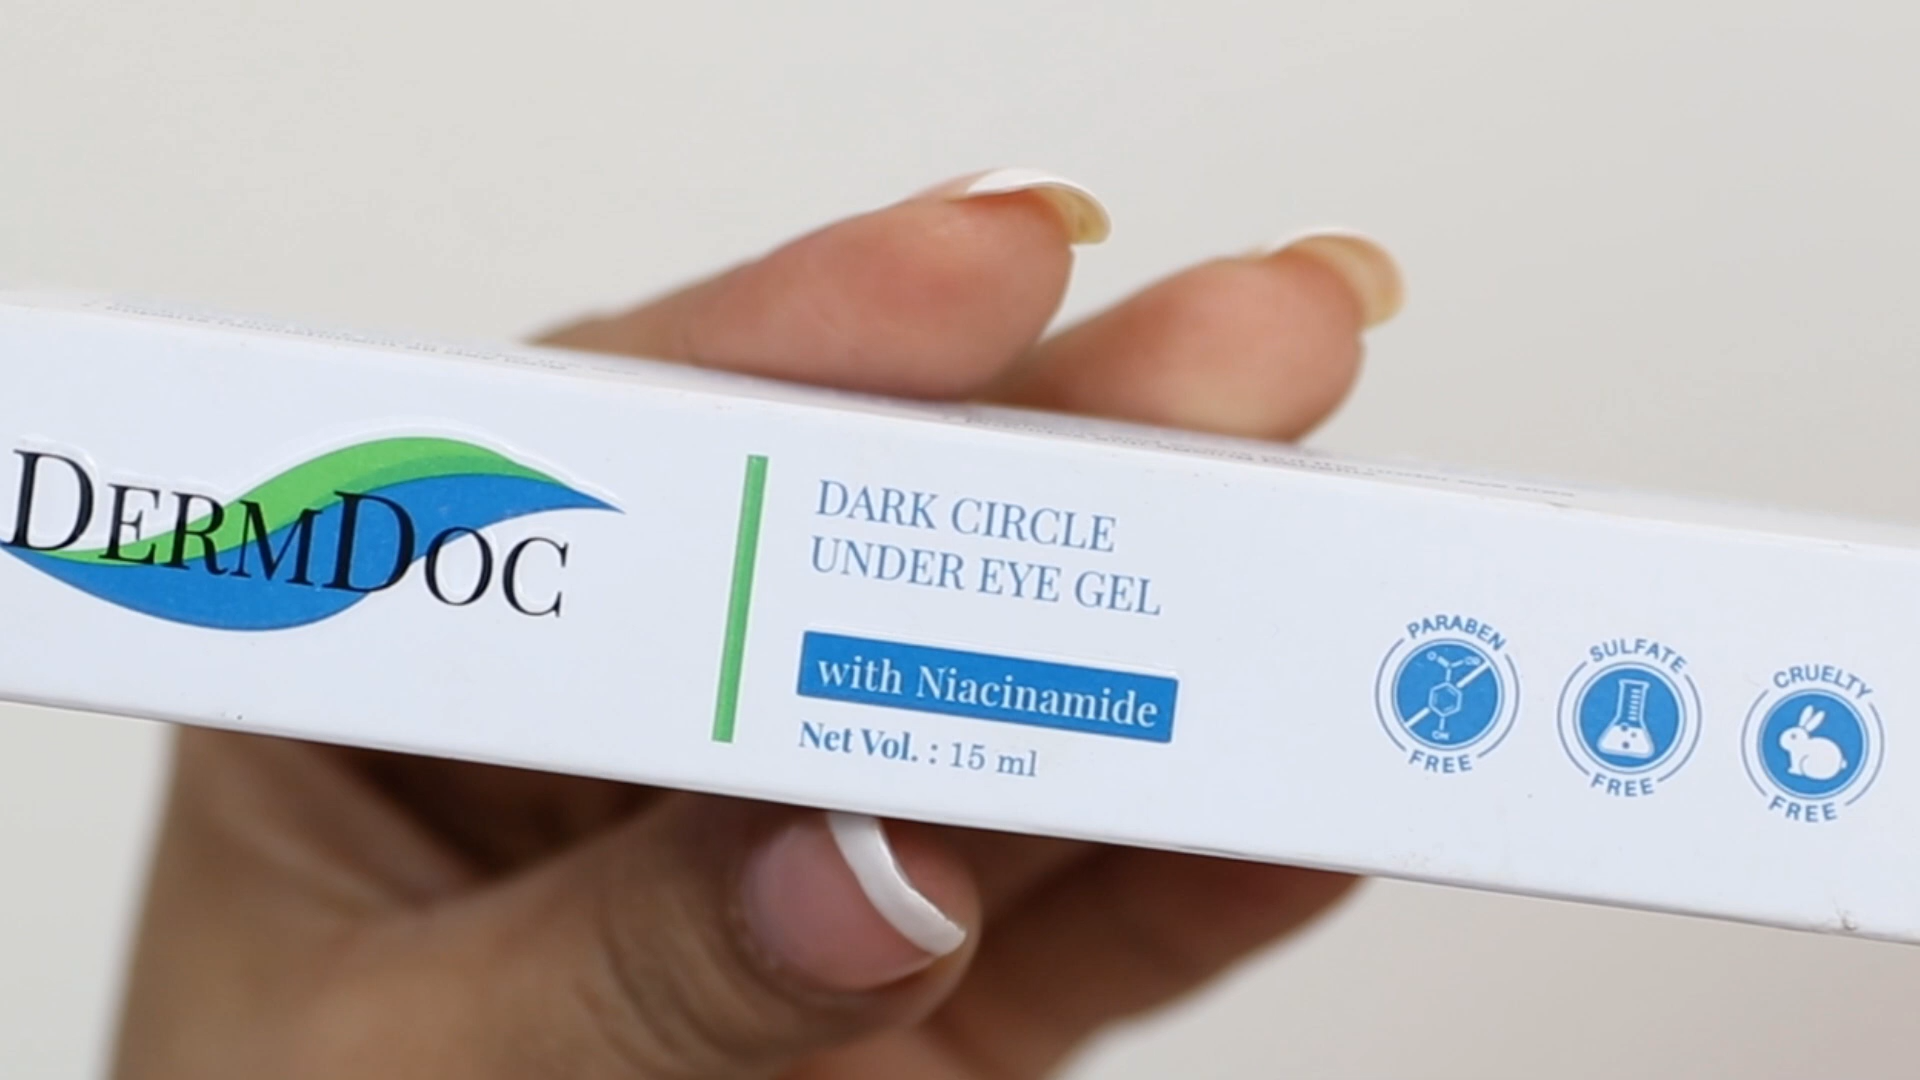 DERMDOC
DARK CIRCLE
UNDER EYE GEL
with Niacinamide
Net Vol. : 15 ml
PARABEN
FREE
SULFATE
FREE
CRUELTY
FREE